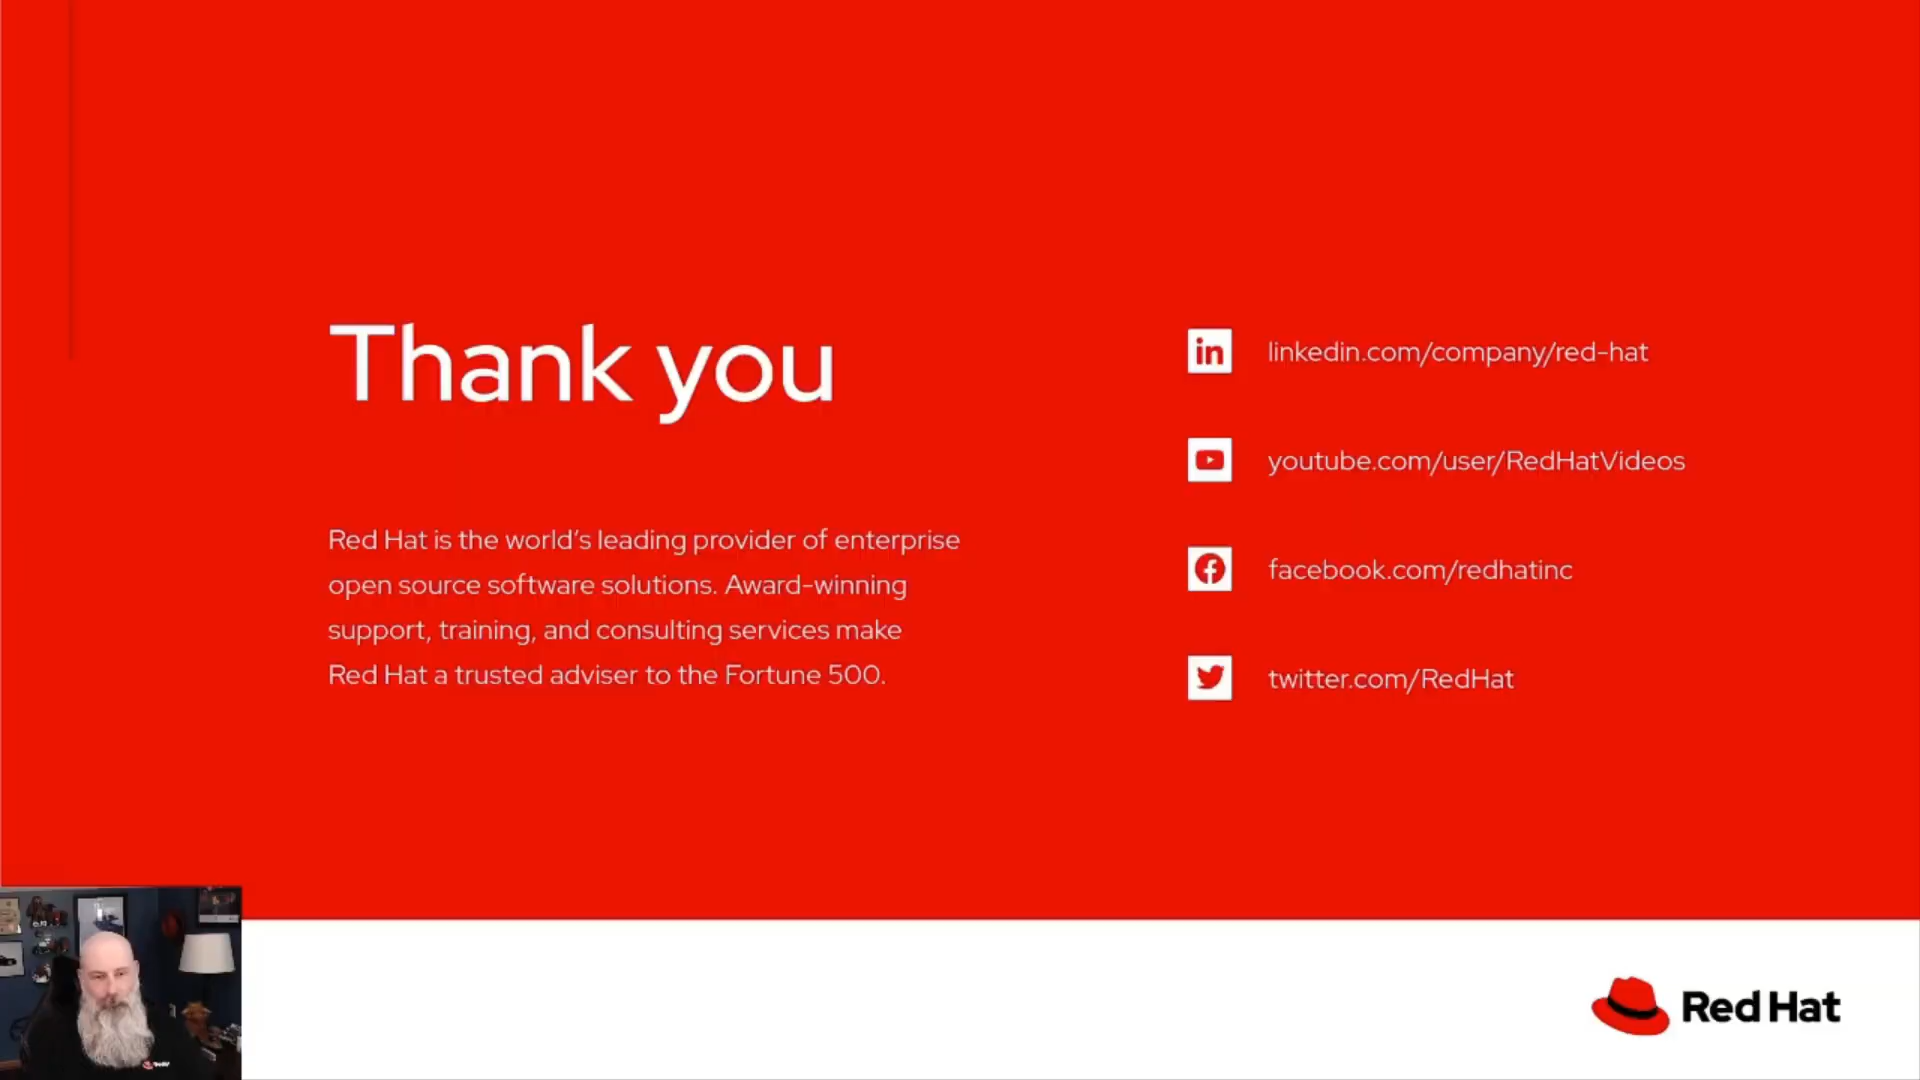 Thank you
Red Hat is the world’s leading provider of enterprise
open source software solutions. Award-winning
support, training, and consulting services make
Red Hat a trusted adviser to the Fortune 500.
in
linkedin.com/company/red-hat
youtube.com/user/RedHatVideos
f
facebook.com/redhatinc
twitter.com/RedHat
Red Hat